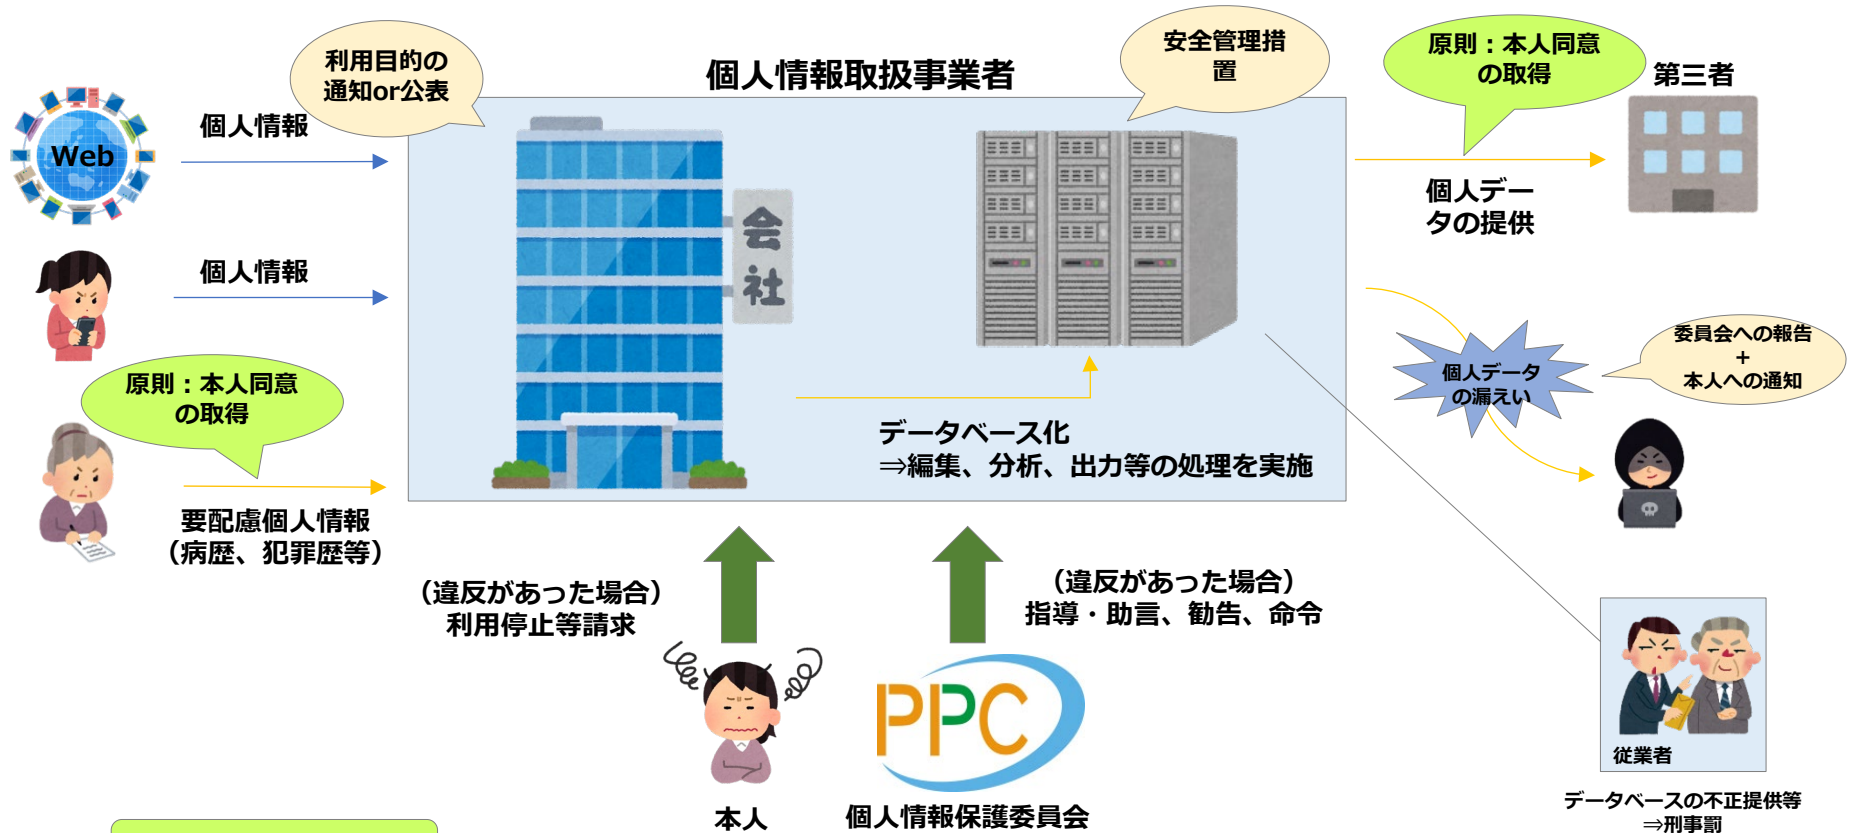 利用目的の
通知or公表
個人情報取扱事業者
安全管理措
置
原則：本人同意
の取得
第三者
Web
個人情報
会
社
個人デー
タの提供
個人情報
原則：本人同意
の取得
個人データ
の漏えい
委員会への報告
+
本人への通知
データベース化
⇒編集、分析、出力等の処理を実施
要配慮個人情報
（病歴、犯罪歴等）
（違反があった場合）
利用停止等請求
（違反があった場合）
指導・助言、勧告、命令
PPC
従業者
本人
個人情報保護委員会
データベースの不正提供等
⇒刑事罰